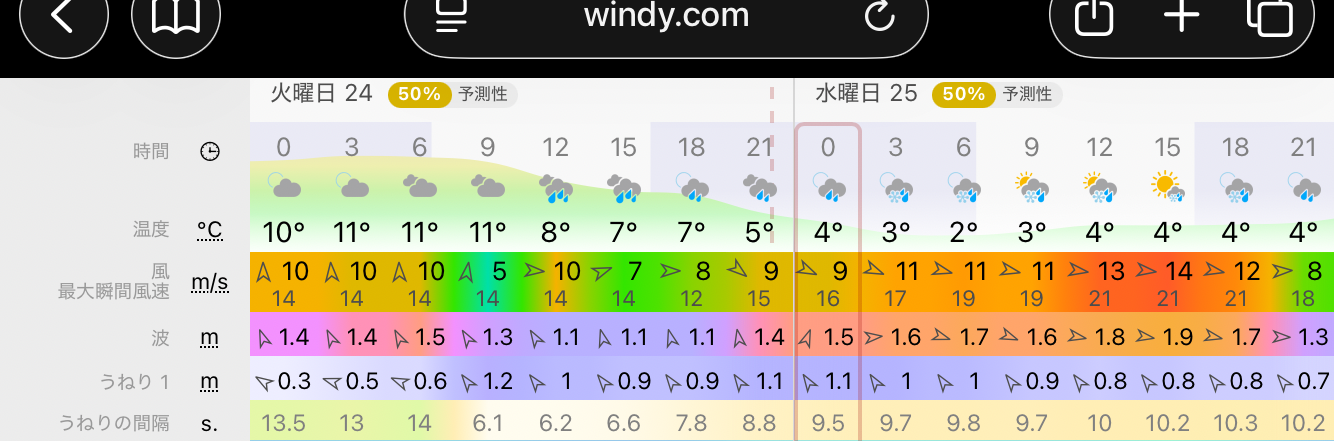 windy.com
火曜日 24 50% 予測性 水曜日 25 50% 予測性
時間 0 3 6 9 12 15 18 21 0 3 6 9 12 15 18 21
温度 °C 10° 11° 11° 11° 8° 7° 7° 5° 4° 3° 2° 3° 4° 4° 4° 4°
風 m/s 10 10 10 5 10 7 8 9 9 11 11 11 13 14 12 8
最大瞬間風速 14 14 14 14 14 14 12 15 16 17 19 19 21 21 21 18
波 m 1.4 1.4 1.5 1.3 1.1 1.1 1.1 1.4 1.5 1.6 1.7 1.6 1.8 1.9 1.7 1.3
うねり 1 m 0.3 0.5 0.6 1.2 1 0.9 0.9 1.1 1.1 1 1 0.9 0.8 0.8 0.8 0.7
うねりの間隔 s. 13.5 13 14 6.1 6.2 6.6 7.8 8.8 9.5 9.7 9.8 9.7 10 10.2 10.3 10.2